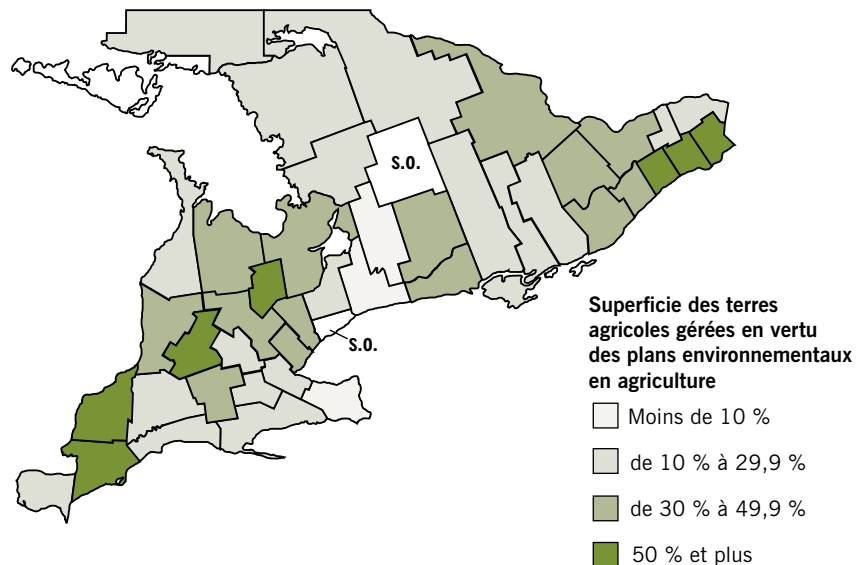 S.O.
S.O.
Superficie des terres
agricoles gérées en vertu
des plans environnementaux
en agriculture
Moins de 10 %
de 10 % à 29,9 %
de 30 % à 49,9 %
50 % et plus